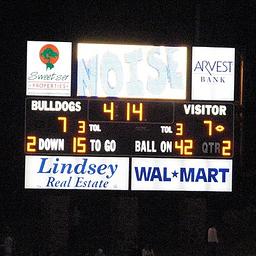 Sweetser
PROPERTIES
NOISE
ARVEST
BANK
BULLDOGS 4 14 VISITOR
7 3 TOL TOL 3 7
2 DOWN 15 TO GO BALL ON 42 QTR 2
Lindsey
Real Estate
WAL★MART